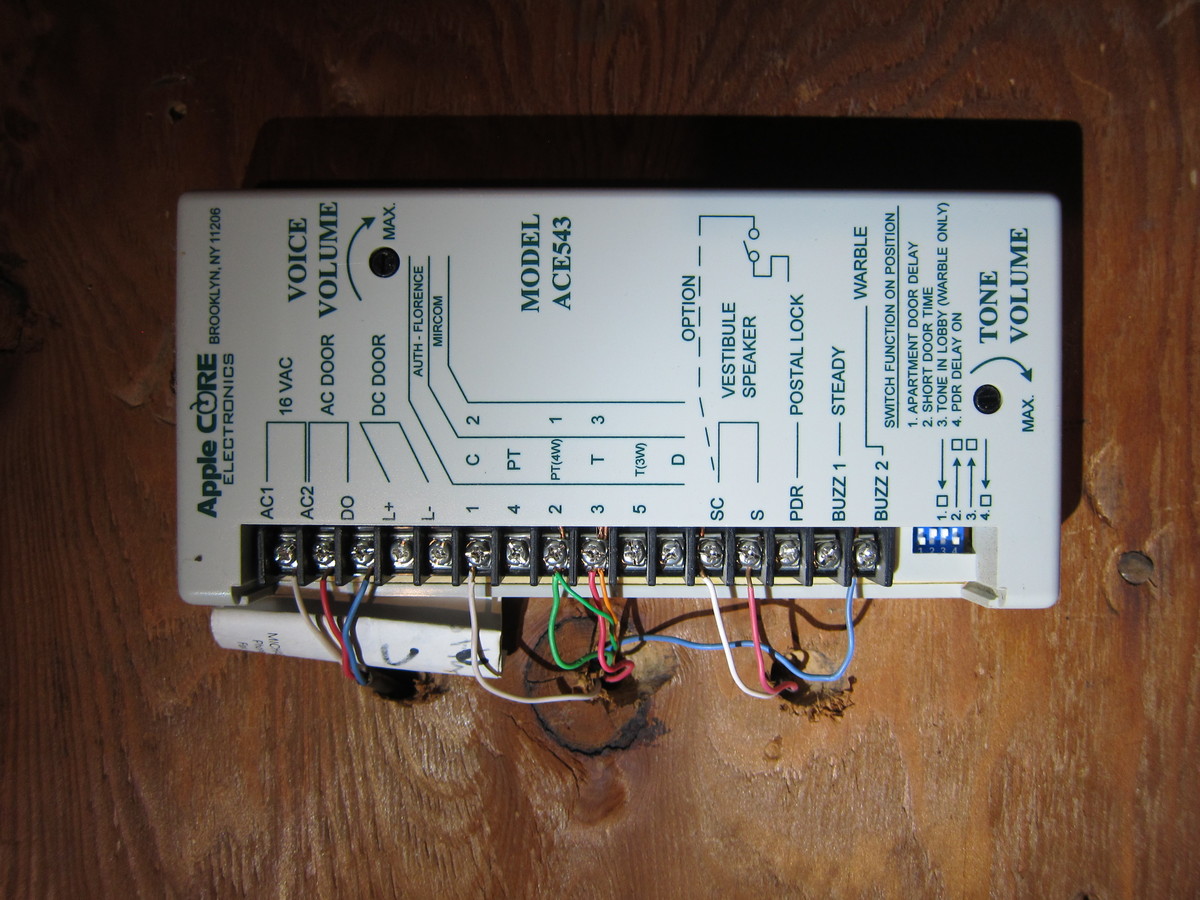 Apple CORE
ELECTRONICS
BROOKLYN, NY 11206
AC1
AC2
DO
L+
L-
16 VAC
AC DOOR
DC DOOR
VOICE
VOLUME
MAX.
AUTH - FLORENCE
MIRCOM
1 C 2
4 PT
2 PT(4W) 1
3 T 3
5 T(3W)
D
MODEL
ACE543
OPTION
SC
S
VESTIBULE
SPEAKER
PDR POSTAL LOCK
BUZZ 1 STEADY
BUZZ 2 WARBLE
SWITCH FUNCTION ON POSITION
1. APARTMENT DOOR DELAY
2. SHORT DOOR TIME
3. TONE IN LOBBY (WARBLE ONLY)
4. PDR DELAY ON
1.
2.
3.
4.
TONE
VOLUME
MAX.